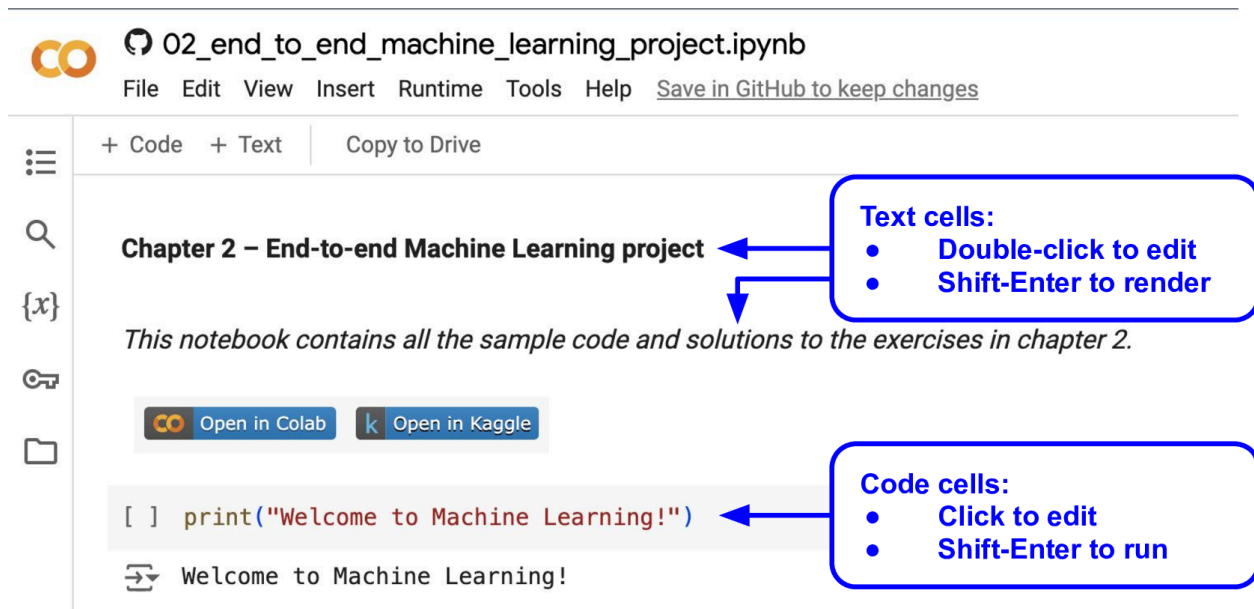 02_end_to_end_machine_learning_project.ipynb
File Edit View Insert Runtime Tools Help Save in GitHub to keep changes
+ Code + Text Copy to Drive
Chapter 2 – End-to-end Machine Learning project
Text cells:
● Double-click to edit
● Shift-Enter to render
{x}
This notebook contains all the sample code and solutions to the exercises in chapter 2.
Open in Colab k Open in Kaggle
[ ] print("Welcome to Machine Learning!")
Code cells:
● Click to edit
● Shift-Enter to run
Welcome to Machine Learning!